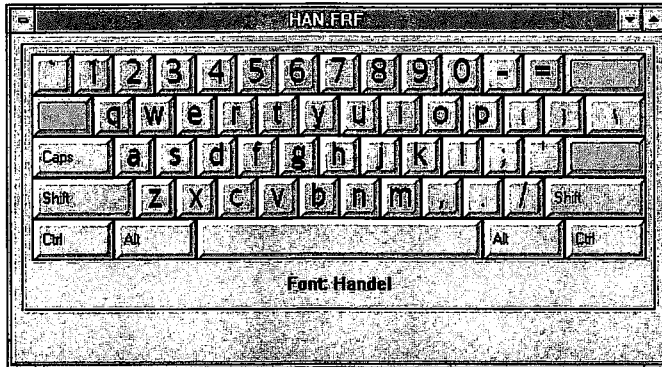 HAN.FRF
` 1 2 3 4 5 6 7 8 9 0 - =
q w e r t y u i o p [ ] \
Caps a s d f g h j k l ; '
Shift z x c v b n m , . / Shift
Ctrl Alt Alt Ctrl
Font: Handel